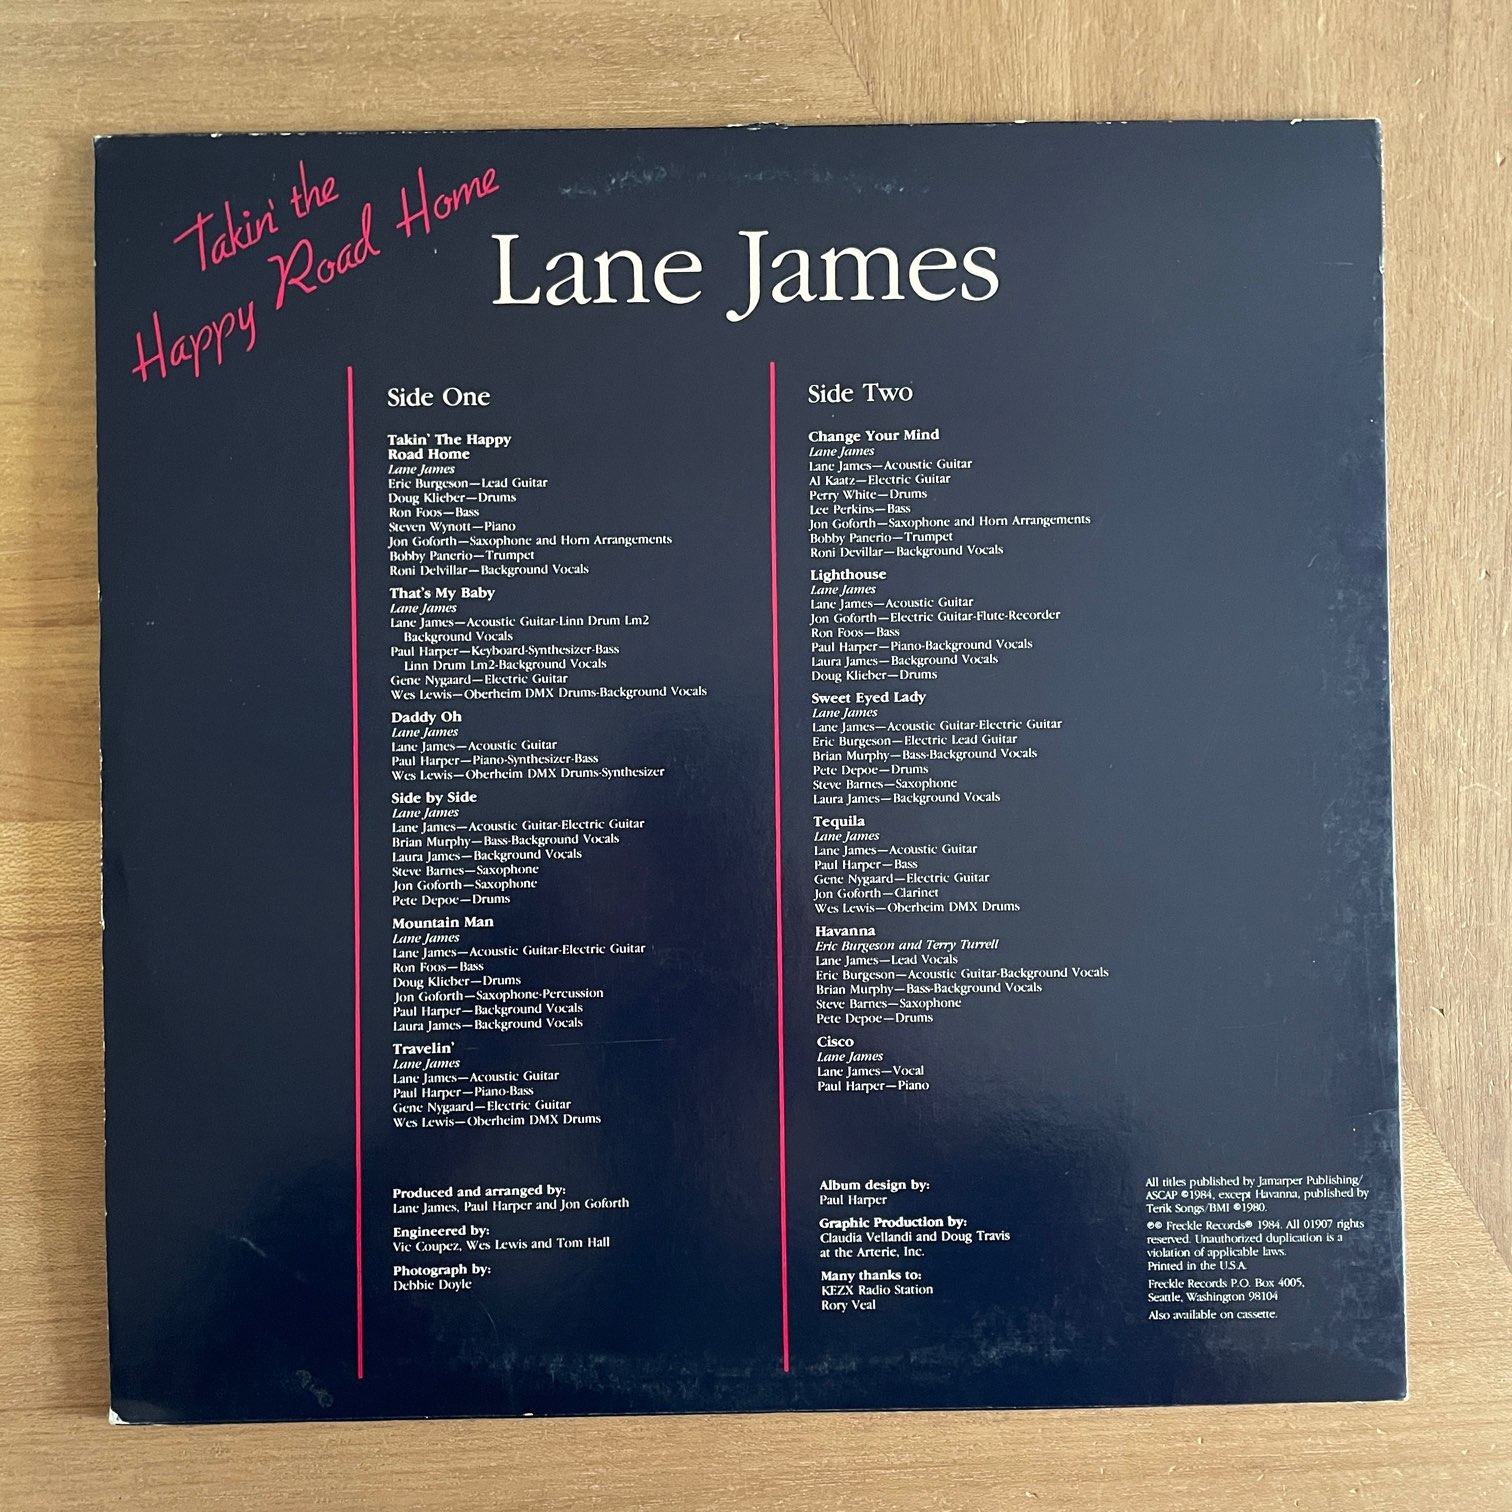 Takin' the
Happy Road Home
Lane James
Side One
Takin' The Happy
Road Home
Lane James
Eric Burgeson—Lead Guitar
Doug Klieber—Drums
Ron Foos—Bass
Steven Wynott—Piano
Jon Goforth—Saxophone and Horn Arrangements
Bobby Panerio—Trumpet
Roni Delvillar—Background Vocals
That's My Baby
Lane James
Lane James—Acoustic Guitar-Linn Drum Lm2
Background Vocals
Paul Harper—Keyboard-Synthesizer-Bass
Linn Drum Lm2-Background Vocals
Gene Nygaard—Electric Guitar
Wes Lewis—Oberheim DMX Drums-Background Vocals
Daddy Oh
Lane James
Lane James—Acoustic Guitar
Paul Harper—Piano-Synthesizer-Bass
Wes Lewis—Oberheim DMX Drums-Synthesizer
Side by Side
Lane James
Lane James—Acoustic Guitar-Electric Guitar
Brian Murphy—Bass-Background Vocals
Laura James—Background Vocals
Steve Barnes—Saxophone
Jon Goforth—Saxophone
Pete Depoe—Drums
Mountain Man
Lane James
Lane James—Acoustic Guitar-Electric Guitar
Ron Foos—Bass
Doug Klieber—Drums
Jon Goforth—Saxophone-Percussion
Paul Harper—Background Vocals
Laura James—Background Vocals
Travelin'
Lane James
Lane James—Acoustic Guitar
Paul Harper—Piano-Bass
Gene Nygaard—Electric Guitar
Wes Lewis—Oberheim DMX Drums
Produced and arranged by:
Lane James, Paul Harper and Jon Goforth
Engineered by:
Vic Coupez, Wes Lewis and Tom Hall
Photograph by:
Debbie Doyle
Side Two
Change Your Mind
Lane James
Lane James—Acoustic Guitar
Al Kaatz—Electric Guitar
Perry White—Drums
Lee Perkins—Bass
Jon Goforth—Saxophone and Horn Arrangements
Bobby Panerio—Trumpet
Roni Devillar—Background Vocals
Lighthouse
Lane James
Lane James—Acoustic Guitar
Jon Goforth—Electric Guitar-Flute-Recorder
Ron Foos—Bass
Paul Harper—Piano-Background Vocals
Laura James—Background Vocals
Doug Klieber—Drums
Sweet Eyed Lady
Lane James
Lane James—Acoustic Guitar-Electric Guitar
Eric Burgeson—Electric Lead Guitar
Brian Murphy—Bass-Background Vocals
Pete Depoe—Drums
Steve Barnes—Saxophone
Laura James—Background Vocals
Tequila
Lane James
Lane James—Acoustic Guitar
Paul Harper—Bass
Gene Nygaard—Electric Guitar
Jon Goforth—Clarinet
Wes Lewis—Oberheim DMX Drums
Havanna
Eric Burgeson and Terry Turrell
Lane James—Lead Vocals
Eric Burgeson—Acoustic Guitar-Background Vocals
Brian Murphy—Bass-Background Vocals
Steve Barnes—Saxophone
Pete Depoe—Drums
Cisco
Lane James
Lane James—Vocal
Paul Harper—Piano
Album design by:
Paul Harper
Graphic Production by:
Claudia Vellandi and Doug Travis
at the Arterie, Inc.
Many thanks to:
KEZX Radio Station
Rory Veal
All titles published by Jamarper Publishing/
ASCAP ©1984, except Havanna, published by
Terik Songs/BMI ©1980.
℗© Freckle Records® 1984. All 01907 rights
reserved. Unauthorized duplication is a
violation of applicable laws.
Printed in the U.S.A.
Freckle Records P.O. Box 4005,
Seattle, Washington 98104
Also available on cassette.